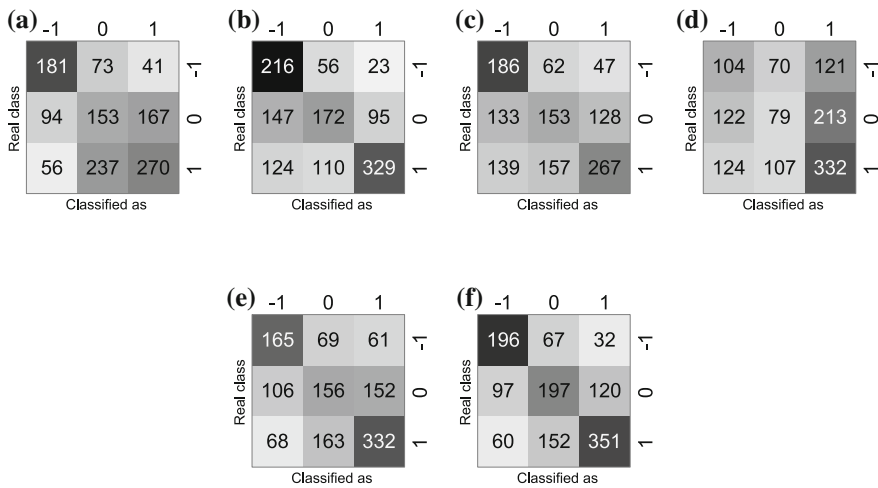 (a) (b) (c) (d)
-1 0 1 -1 0 1 -1 0 1 -1 0 1
181 73 41 -1 216 56 23 -1 186 62 47 -1 104 70 121 -1
Real class 94 153 167 0 Real class 147 172 95 0 Real class 133 153 128 0 Real class 122 79 213 0
56 237 270 1 124 110 329 1 139 157 267 1 124 107 332 1
Classified as Classified as Classified as Classified as
(e) (f)
-1 0 1 -1 0 1
165 69 61 -1 196 67 32 -1
Real class 106 156 152 0 Real class 97 197 120 0
68 163 332 1 60 152 351 1
Classified as Classified as